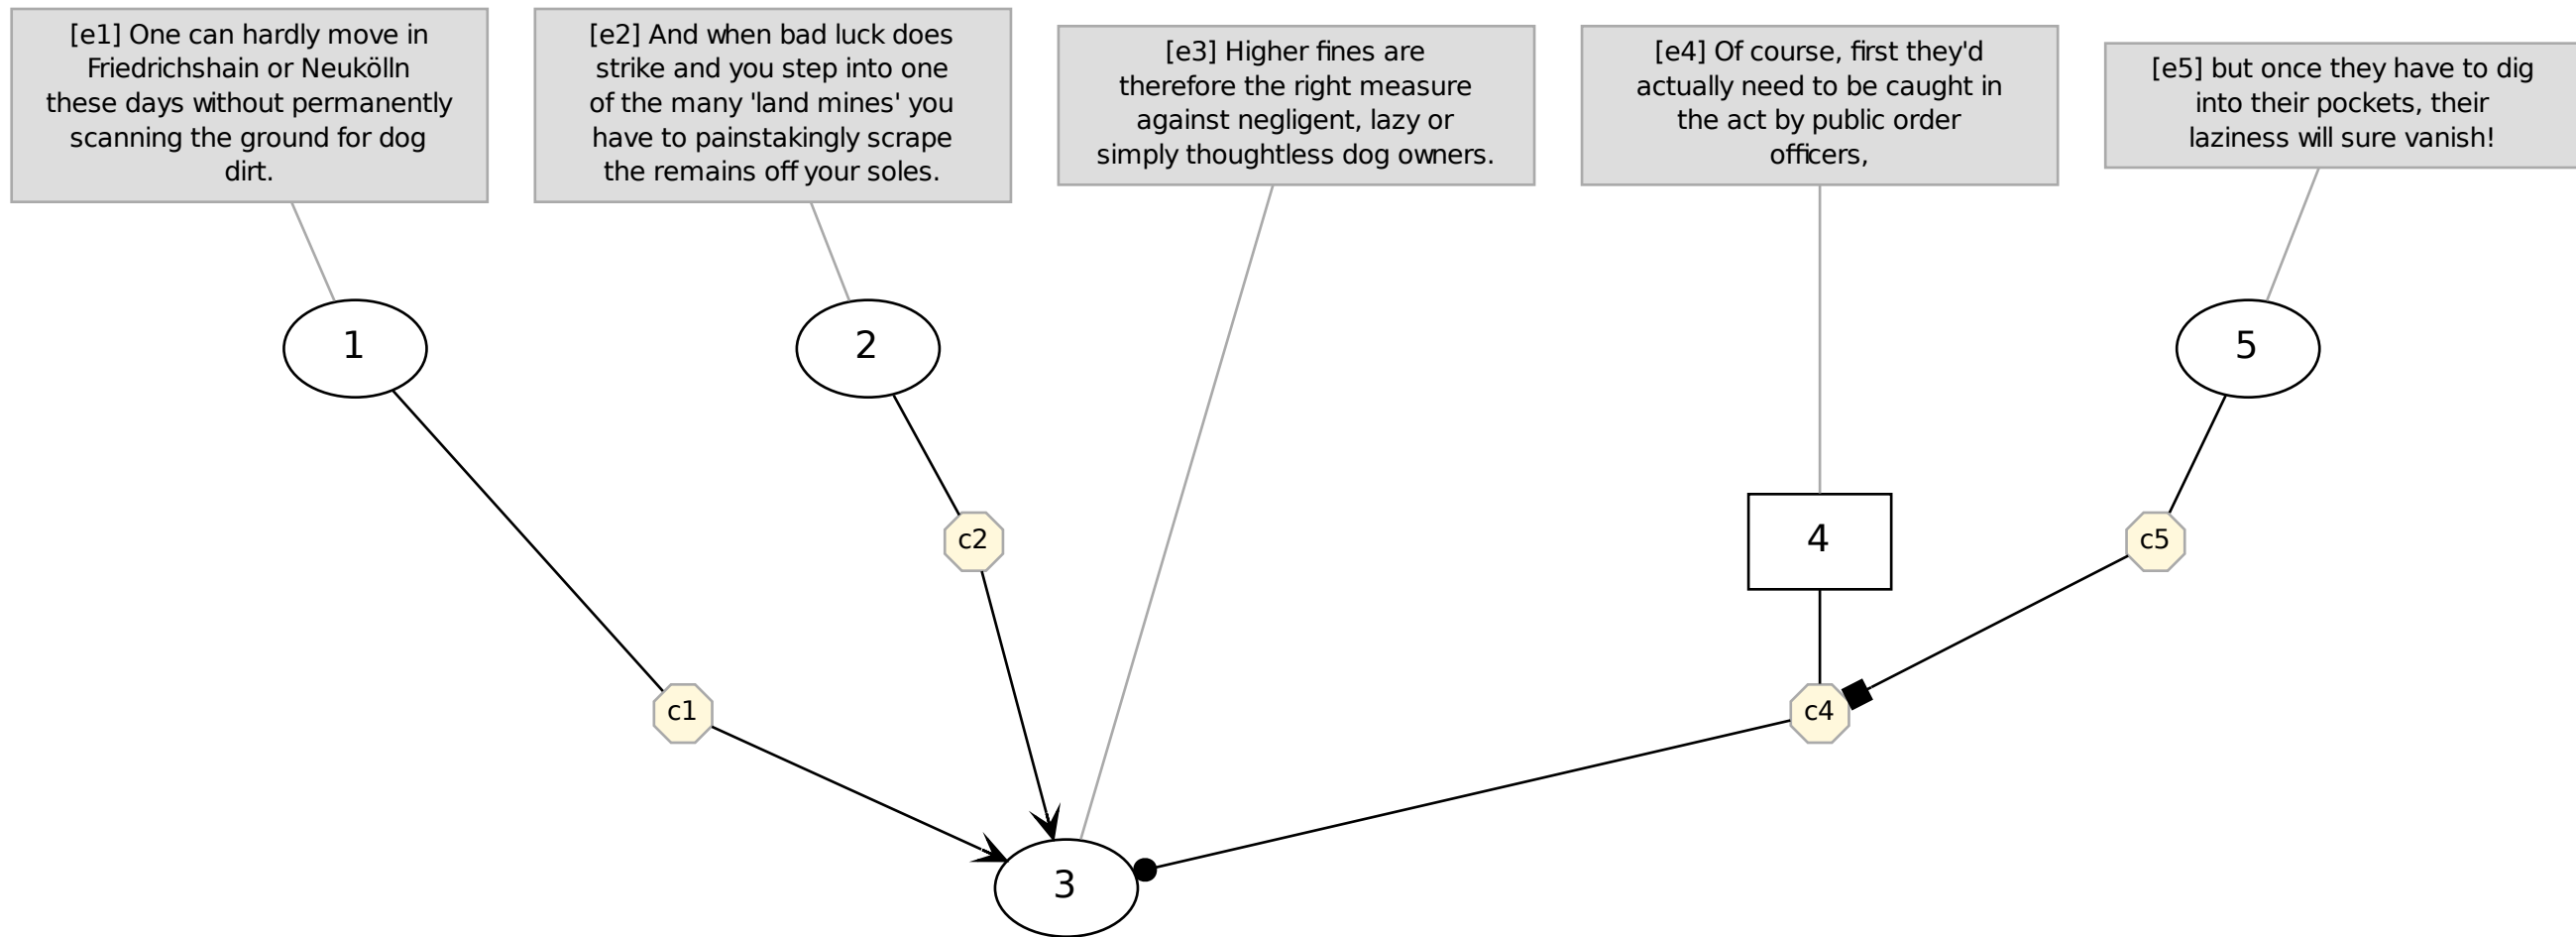 [e1] One can hardly move in
Friedrichshain or Neukölln
these days without permanently
scanning the ground for dog
dirt.
[e2] And when bad luck does
strike and you step into one
of the many 'land mines' you
have to painstakingly scrape
the remains off your soles.
[e3] Higher fines are
therefore the right measure
against negligent, lazy or
simply thoughtless dog owners.
[e4] Of course, first they'd
actually need to be caught in
the act by public order
officers,
[e5] but once they have to dig
into their pockets, their
laziness will sure vanish!
1
2
5
c2
4
c5
c1
c4
3